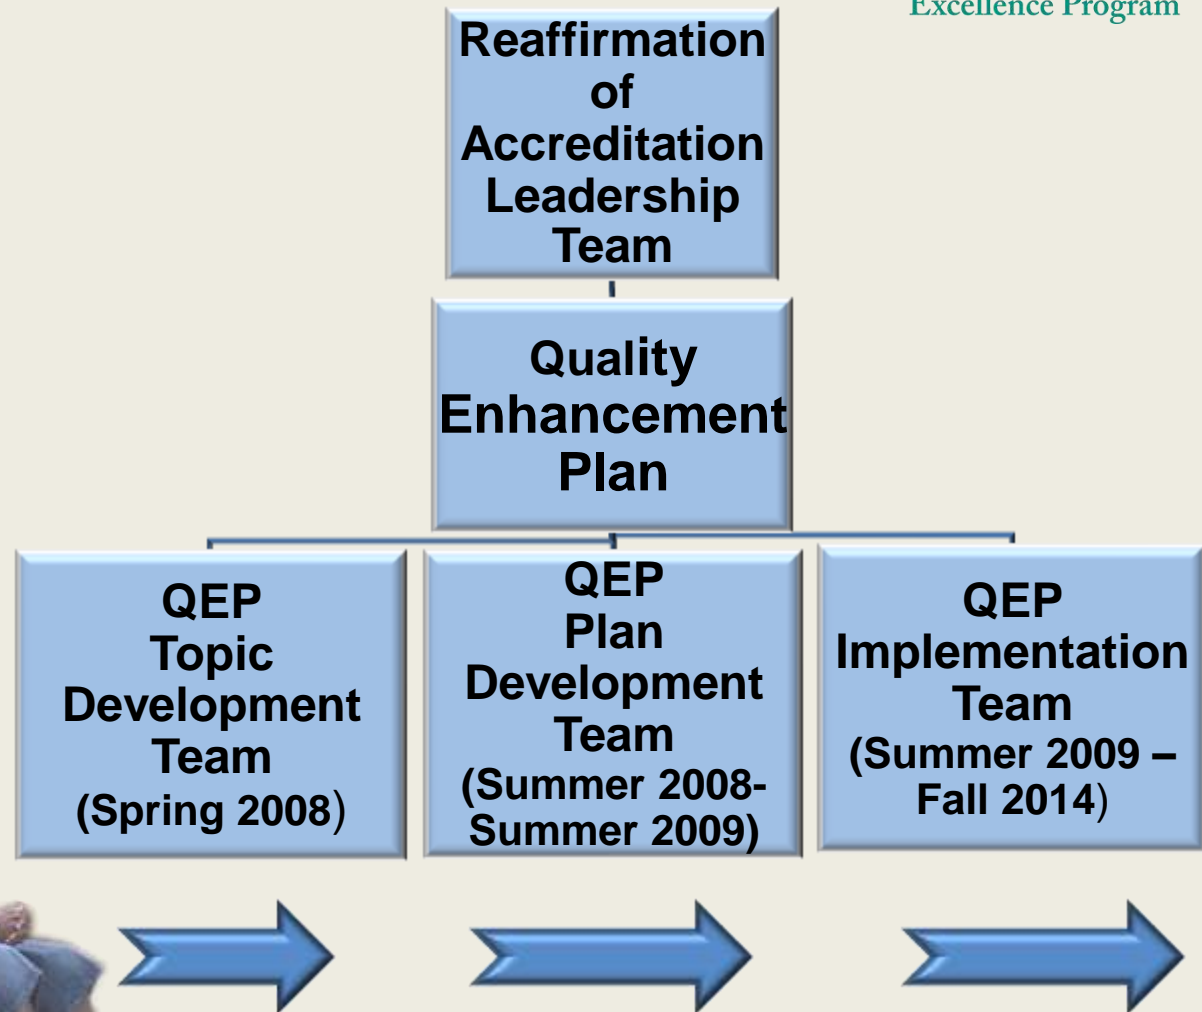 Excellence Program
Reaffirmation
of
Accreditation
Leadership
Team
Quality
Enhancement
Plan
QEP
Topic
Development
Team
(Spring 2008)
QEP
Plan
Development
Team
(Summer 2008-
Summer 2009)
QEP
Implementation
Team
(Summer 2009 –
Fall 2014)